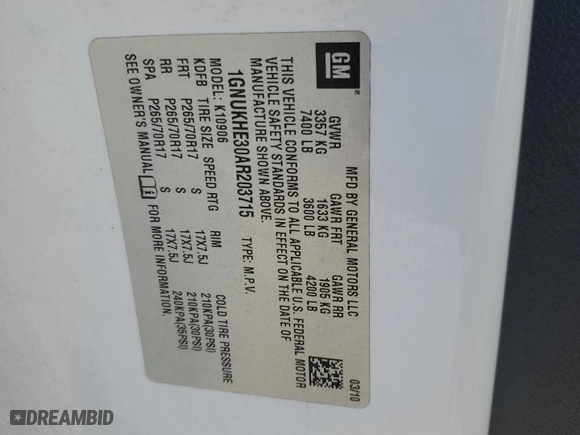 GM
®
MFD BY GENERAL MOTORS LLC
03/10
GVWR GAWR FRT GAWR RR
3357 KG 1633 KG 1905 KG
7400 LB 3600 LB 4200 LB
THIS VEHICLE CONFORMS TO ALL APPLICABLE U.S. FEDERAL MOTOR
VEHICLE SAFETY STANDARDS IN EFFECT ON THE DATE OF
MANUFACTURE SHOWN ABOVE.
1GNUKHE30AR203715 TYPE: M.P.V.
MODEL: K10906
KDFB TIRE SIZE SPEED RTG RIM COLD TIRE PRESSURE
FRT P265/70R17 S 17X7.5J 210KPA(30PSI)
RR P265/70R17 S 17X7.5J 210KPA(30PSI)
SPA P265/70R17 S 17X7.5J 240KPA(35PSI)
SEE OWNER'S MANUAL i FOR MORE INFORMATION.
DREAMBID